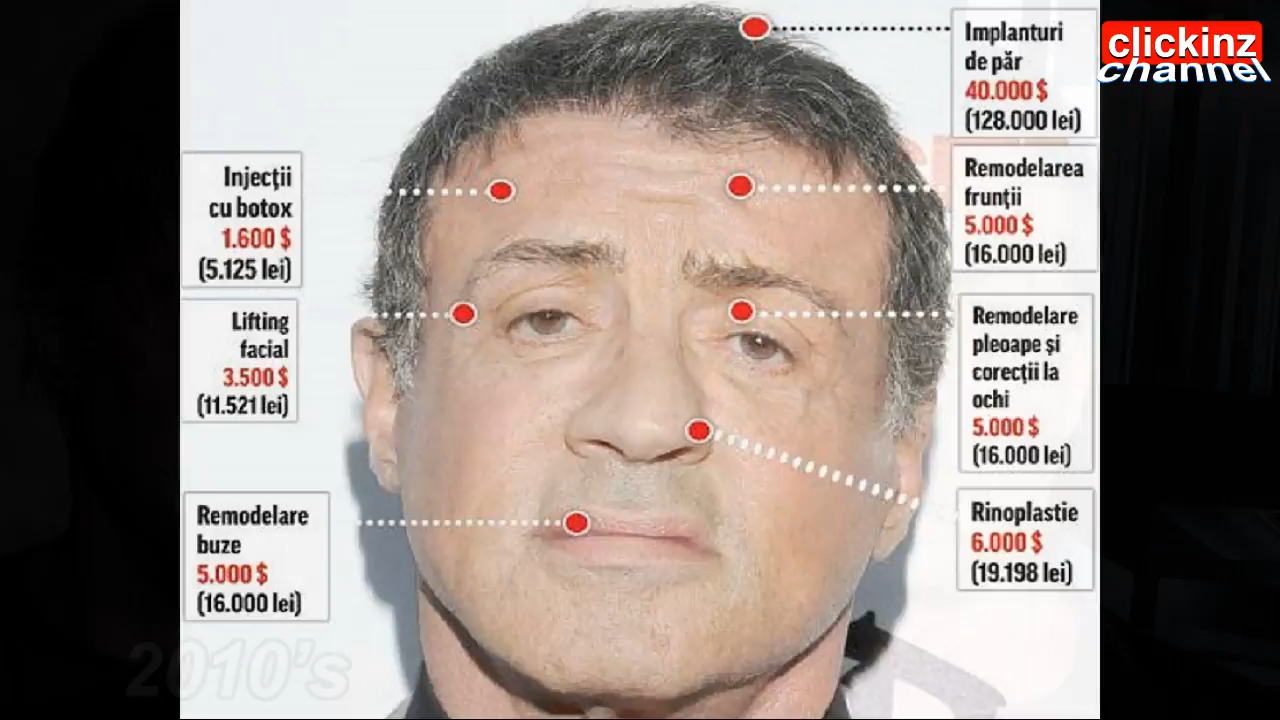 clickinz
channel
Implanturi
de păr
40.000 $
(128.000 lei)
Injecții
cu botox
1.600 $
(5.125 lei)
Remodelarea
frunții
5.000 $
(16.000 lei)
Lifting
facial
3.500 $
(11.521 lei)
Remodelare
pleoape și
corecții la
ochi
5.000 $
(16.000 lei)
Remodelare
buze
5.000 $
(16.000 lei)
Rinoplastie
6.000 $
(19.198 lei)
2010's